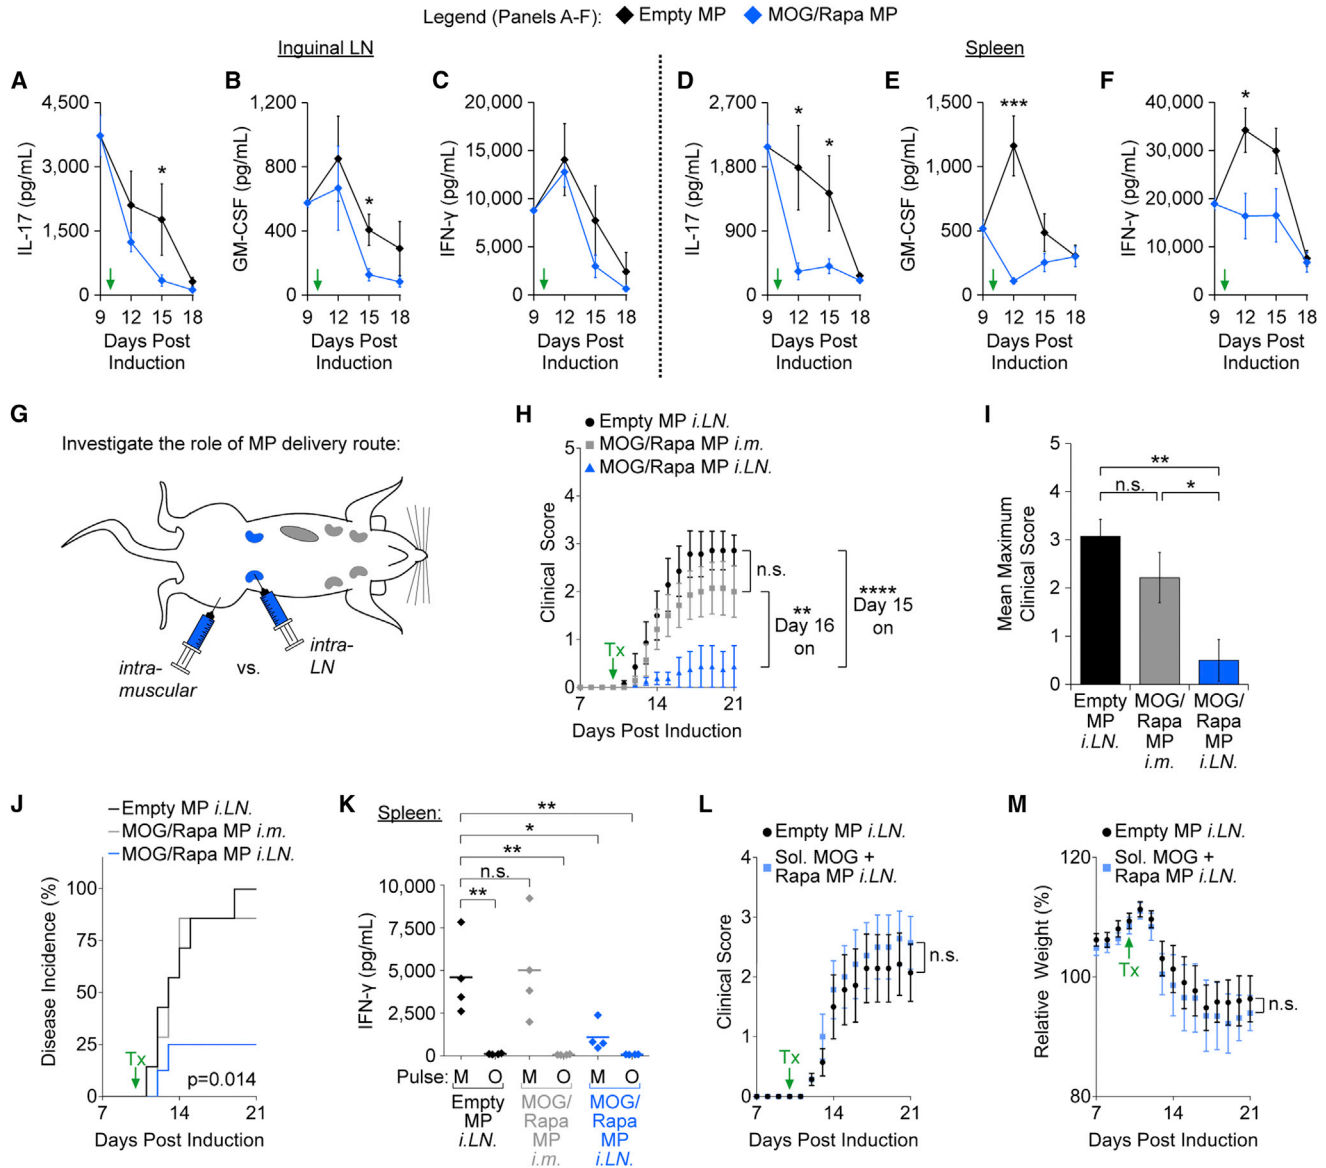 Legend (Panels A-F): Empty MP MOG/Rapa MP
Inguinal LN
Spleen
A
4,500
3,000
1,500
0
IL-17 (pg/mL)
*
9 12 15 18
Days Post
Induction
B
1,200
800
400
0
GM-CSF (pg/mL)
*
9 12 15 18
Days Post
Induction
C
20,000
15,000
10,000
5,000
0
IFN-γ (pg/mL)
9 12 15 18
Days Post
Induction
D
2,700
1,800
900
0
IL-17 (pg/mL)
*
*
9 12 15 18
Days Post
Induction
E
1,500
1,000
500
0
GM-CSF (pg/mL)
***
9 12 15 18
Days Post
Induction
F
40,000
30,000
20,000
10,000
0
IFN-γ (pg/mL)
*
9 12 15 18
Days Post
Induction
G
Investigate the role of MP delivery route:
intra-
muscular
vs.
intra-
LN
H
Empty MP i.LN.
MOG/Rapa MP i.m.
MOG/Rapa MP i.LN.
5
4
3
2
1
0
Clinical Score
Tx
n.s.
**
Day 16
on
****
Day 15
on
7 14 21
Days Post Induction
I
5
4
3
2
1
0
Mean Maximum
Clinical Score
**
n.s.
*
Empty
MP
i.LN.
MOG/
Rapa
MP
i.m.
MOG/
Rapa
MP
i.LN.
J
Empty MP i.LN.
MOG/Rapa MP i.m.
MOG/Rapa MP i.LN.
100
75
50
25
0
Disease Incidence (%)
Tx
p=0.014
7 14 21
Days Post Induction
K
Spleen:
**
*
**
n.s.
**
10,000
7,500
5,000
2,500
0
IFN-γ (pg/mL)
Pulse: M O M O M O
Empty
MP
i.LN.
MOG/
Rapa
MP
i.m.
MOG/
Rapa
MP
i.LN.
L
Empty MP i.LN.
Sol. MOG +
Rapa MP i.LN.
4
3
2
1
0
Clinical Score
Tx
n.s.
7 14 21
Days Post Induction
M
Empty MP i.LN.
Sol. MOG +
Rapa MP i.LN.
120
100
80
Relative Weight (%)
Tx
n.s.
7 14 21
Days Post Induction